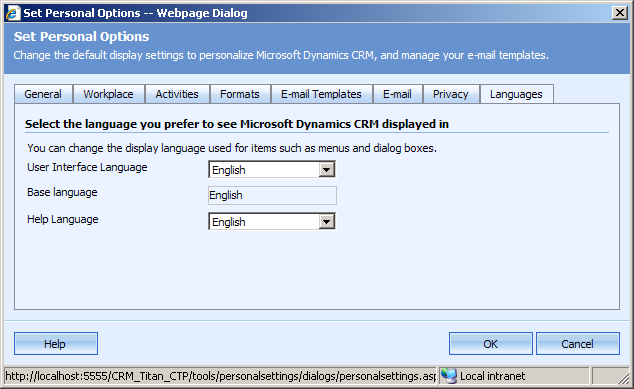 Set Personal Options -- Webpage Dialog
Set Personal Options
Change the default display settings to personalize Microsoft Dynamics CRM, and manage your e-mail templates.
General Workplace Activities Formats E-mail Templates E-mail Privacy Languages
Select the language you prefer to see Microsoft Dynamics CRM displayed in
You can change the display language used for items such as menus and dialog boxes.
User Interface Language English
Base language English
Help Language English
Help OK Cancel
http://localhost:5555/CRM_Titan_CTP/tools/personalsettings/dialogs/personalsettings.asp Local intranet